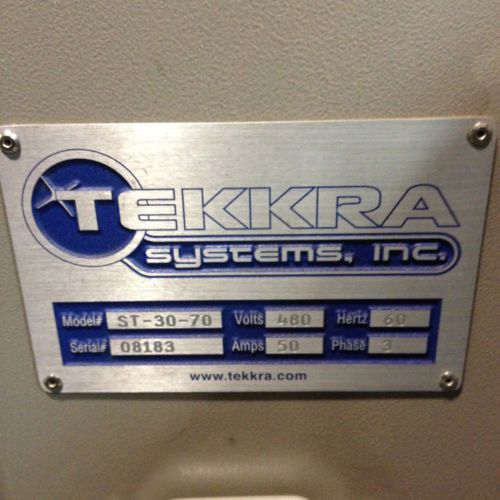 TEKKRA
SYSTEMS, INC.
Model# ST-30-70 Volts 480 Hertz 60
Serial# 08183 Amps 50 Phase 3
www.tekkra.com